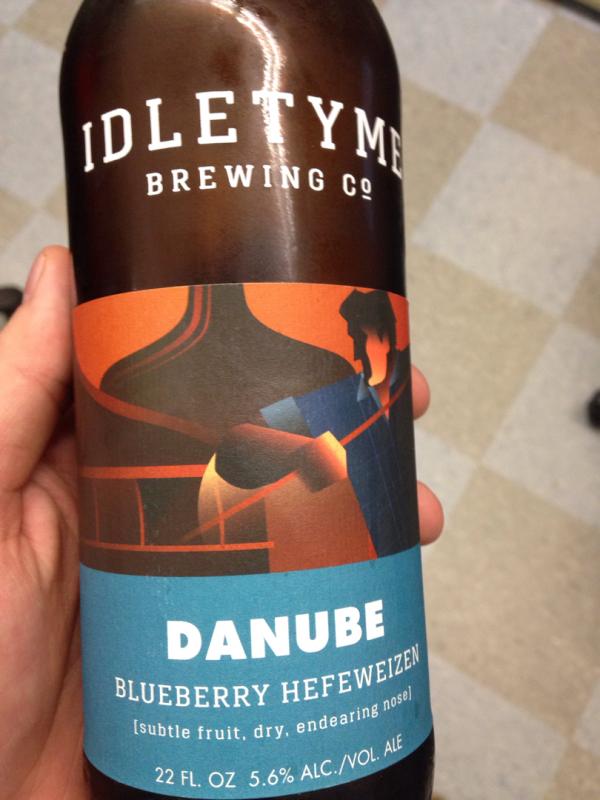 IDLETYME
BREWING Cº
DANUBE
BLUEBERRY HEFEWEIZEN
[subtle fruit, dry, endearing nose]
22 FL. OZ 5.6% ALC./VOL. ALE